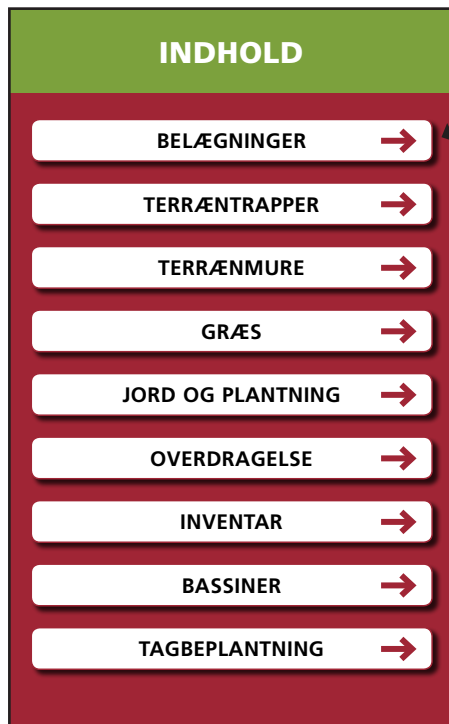 INDHOLD
BELÆGNINGER
TERRÆNTRAPPER
TERRÆNMURE
GRÆS
JORD OG PLANTNING
OVERDRAGELSE
INVENTAR
BASSINER
TAGBEPLANTNING